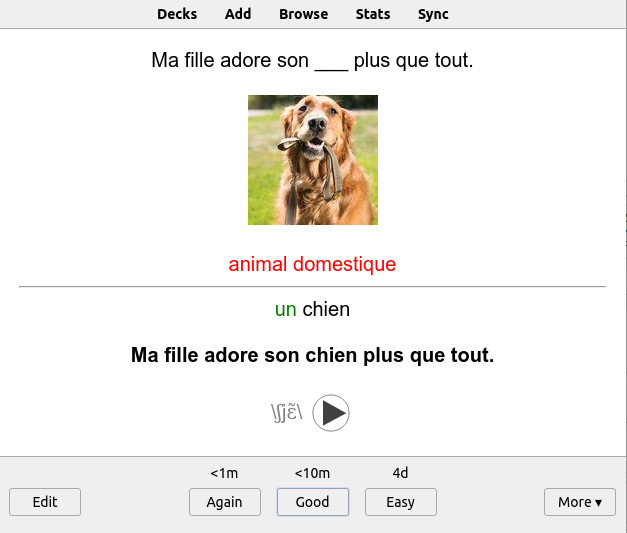 Decks Add Browse Stats Sync
Ma fille adore son ___ plus que tout.
animal domestique
un chien
Ma fille adore son chien plus que tout.
\ʃjɛ̃\
<1m <10m 4d
Edit Again Good Easy More ▾